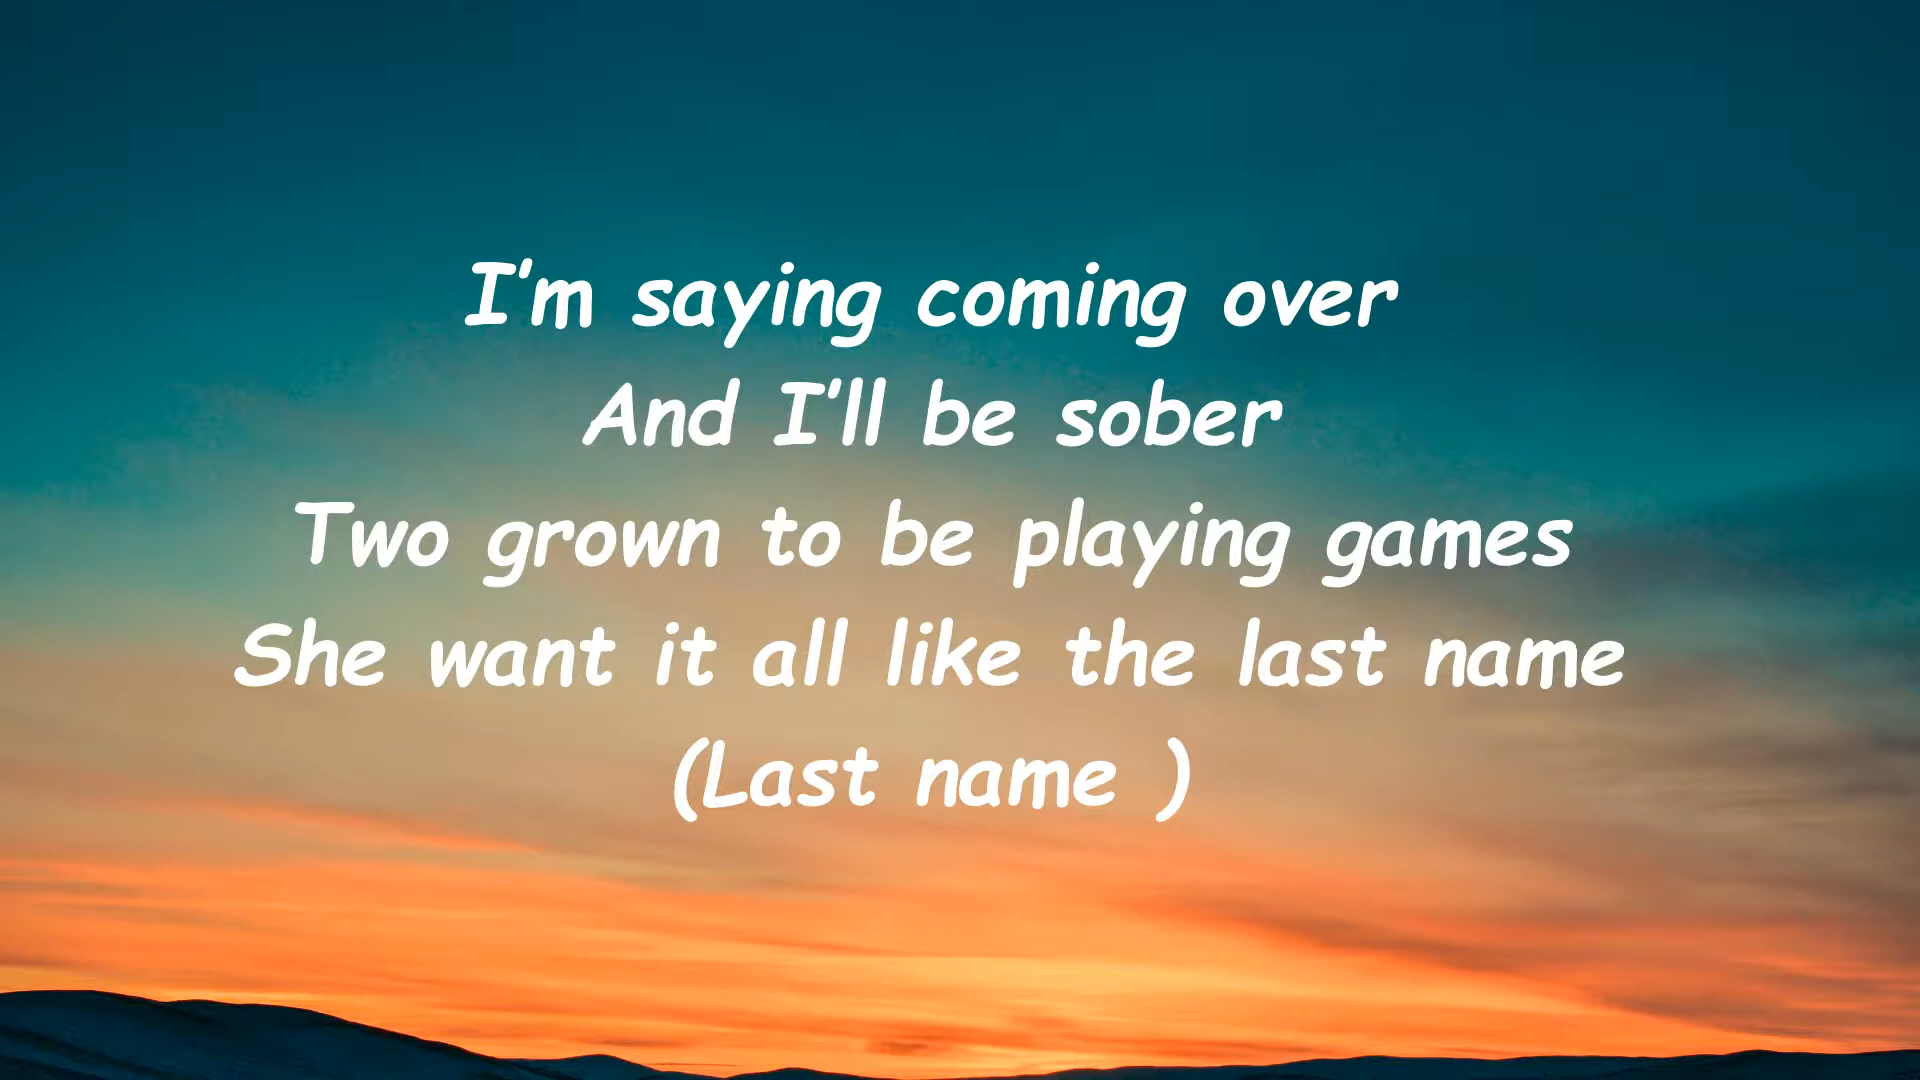 I'm saying coming over
And I'll be sober
Two grown to be playing games
She want it all like the last name
(Last name )